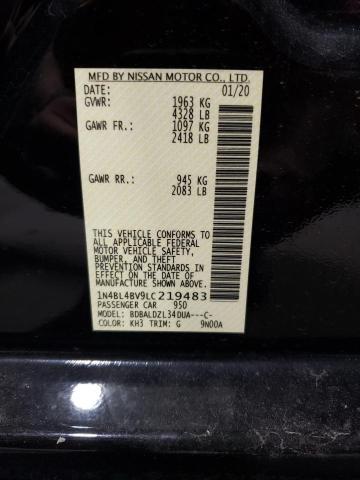 MFD BY NISSAN MOTOR CO., LTD.
DATE: 01/20
GVWR: 1963 KG
4328 LB
GAWR FR.: 1097 KG
2418 LB
GAWR RR.: 945 KG
2083 LB
THIS VEHICLE CONFORMS TO
ALL APPLICABLE FEDERAL
MOTOR VEHICLE SAFETY,
BUMPER, AND THEFT
PREVENTION STANDARDS IN
EFFECT ON THE DATE OF
MANUFACTURE SHOWN ABOVE.
1N4BL4BV9LC219483
PASSENGER CAR 950
MODEL: BDBALDZL34DUA---C-
COLOR: KH3 TRIM: G 9N00A